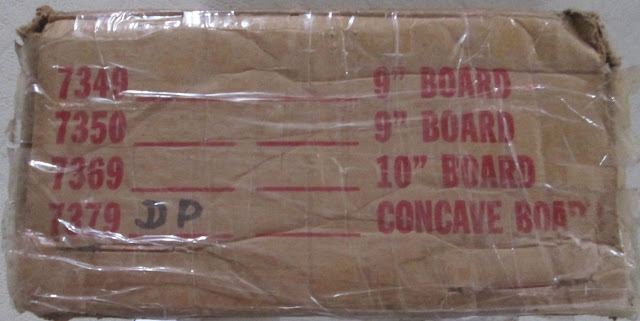 7349 9" BOARD
7350 9" BOARD
7369 10" BOARD
7379 DP CONCAVE BOARD